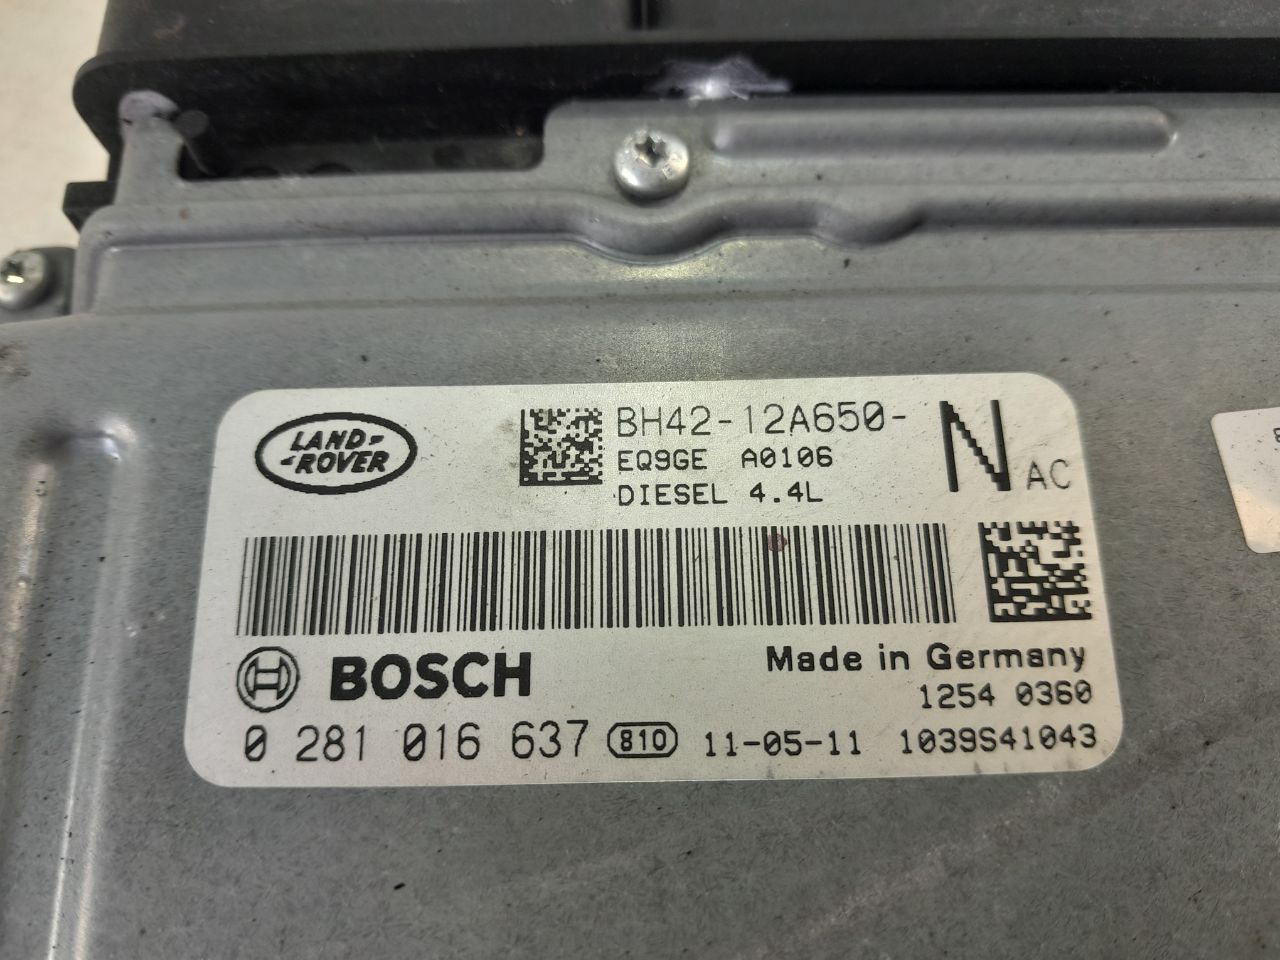 LAND-
-ROVER
BH42-12A650-
N AC
EQ9GE A0106
DIESEL 4.4L
BOSCH
Made in Germany
1254 0360
0 281 016 637 810 11-05-11 1039S41043